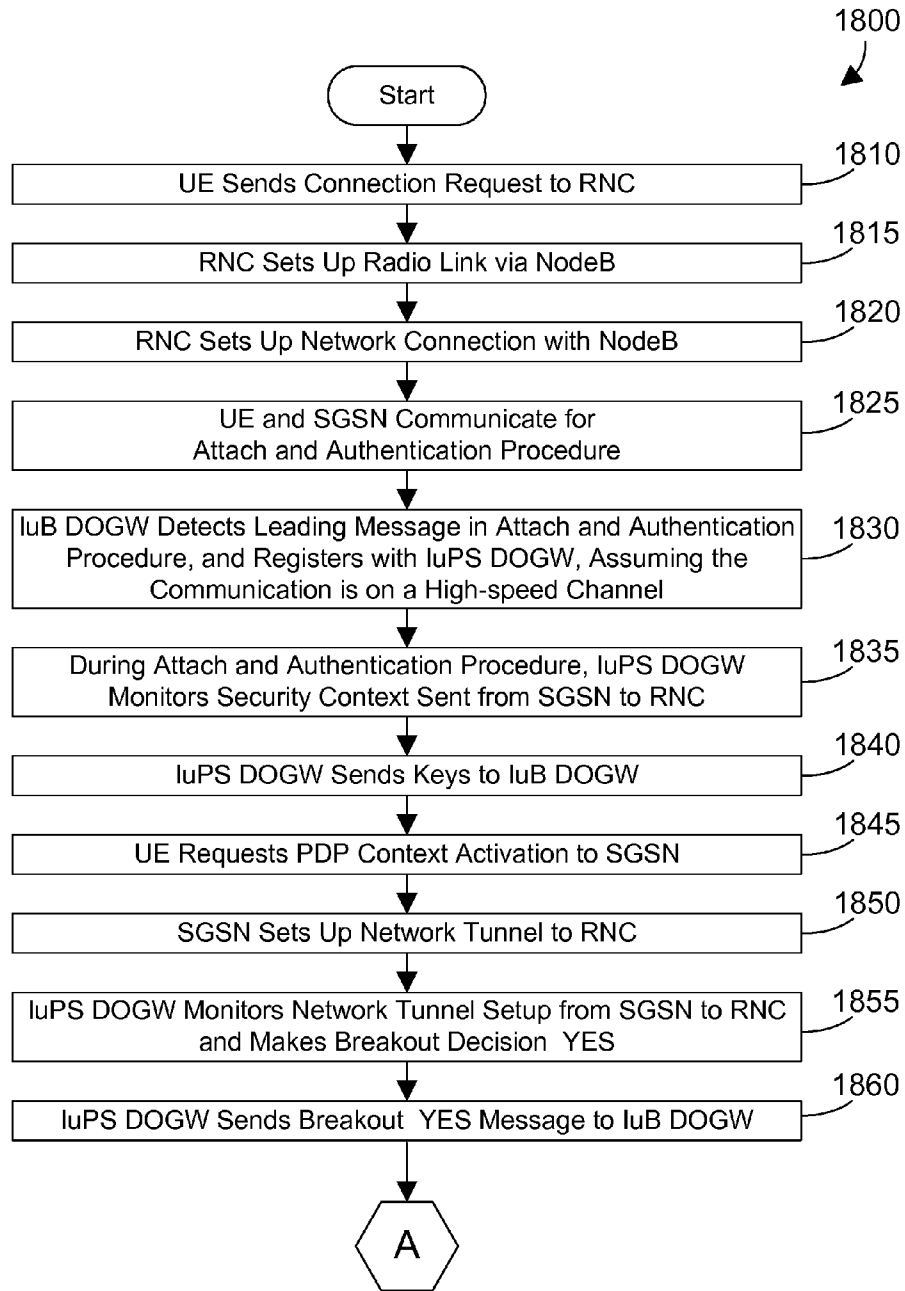 1800
Start
1810
UE Sends Connection Request to RNC
1815
RNC Sets Up Radio Link via NodeB
1820
RNC Sets Up Network Connection with NodeB
1825
UE and SGSN Communicate for
Attach and Authentication Procedure
IuB DOGW Detects Leading Message in Attach and Authentication
1830
Procedure, and Registers with IuPS DOGW, Assuming the
Communication is on a High-speed Channel
1835
During Attach and Authentication Procedure, IuPS DOGW
Monitors Security Context Sent from SGSN to RNC
1840
IuPS DOGW Sends Keys to IuB DOGW
1845
UE Requests PDP Context Activation to SGSN
1850
SGSN Sets Up Network Tunnel to RNC
1855
IuPS DOGW Monitors Network Tunnel Setup from SGSN to RNC
and Makes Breakout Decision YES
1860
IuPS DOGW Sends Breakout YES Message to IuB DOGW
A